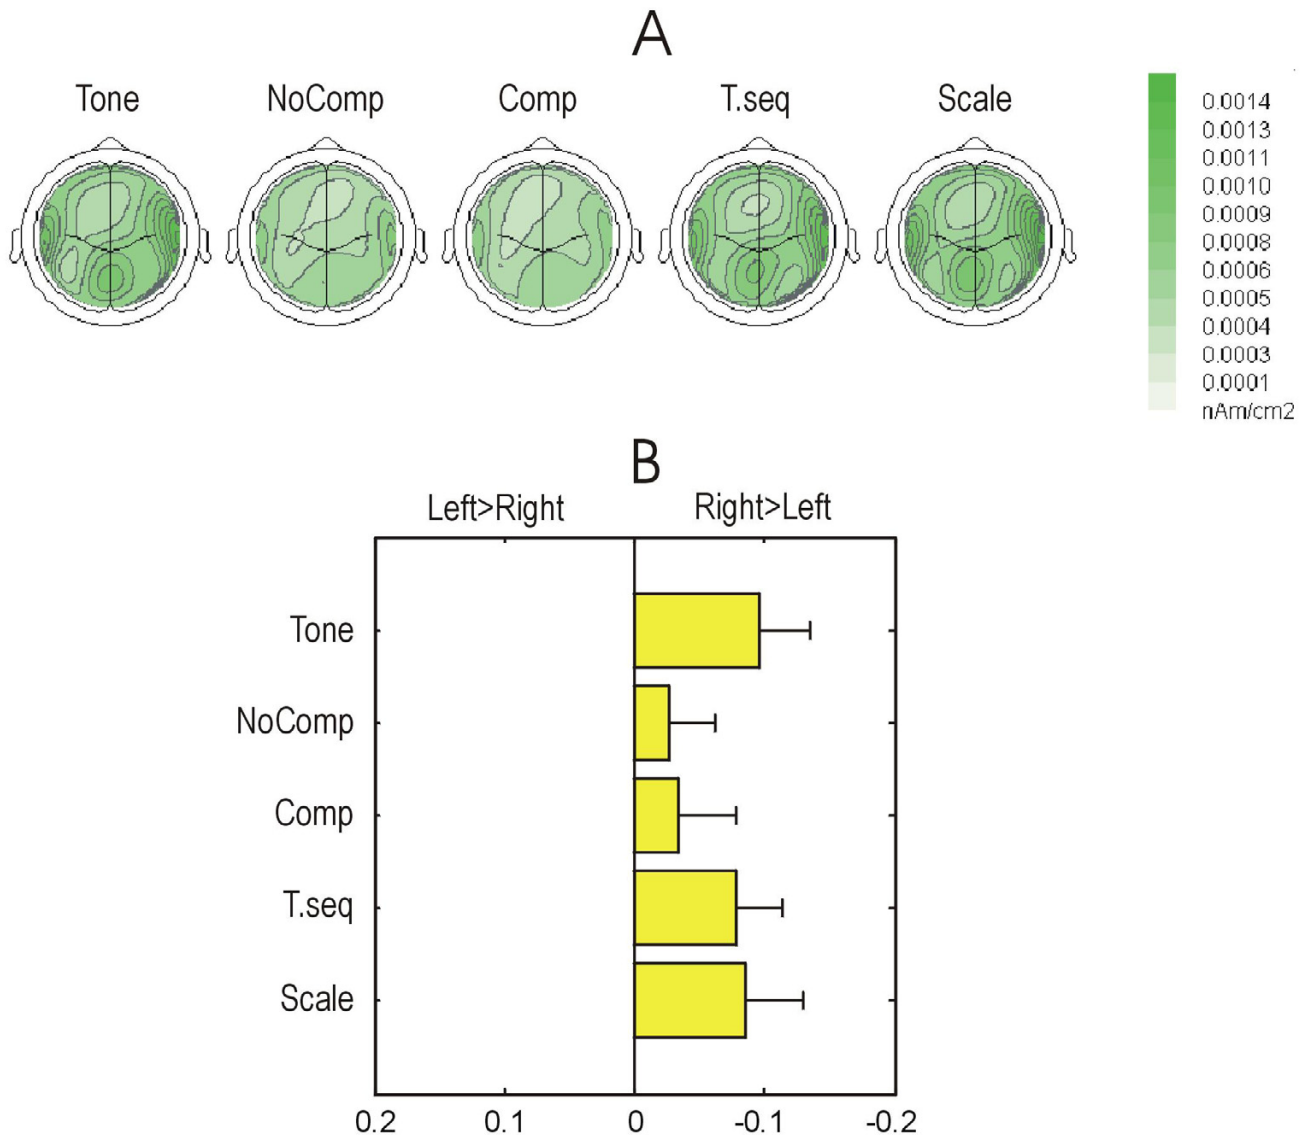 A
Tone NoComp Comp T.seq Scale
0.0014
0.0013
0.0011
0.0010
0.0009
0.0008
0.0006
0.0005
0.0004
0.0003
0.0001
nAm/cm2
B
Left>Right Right>Left
Tone
NoComp
Comp
T.seq
Scale
0.2 0.1 0 -0.1 -0.2